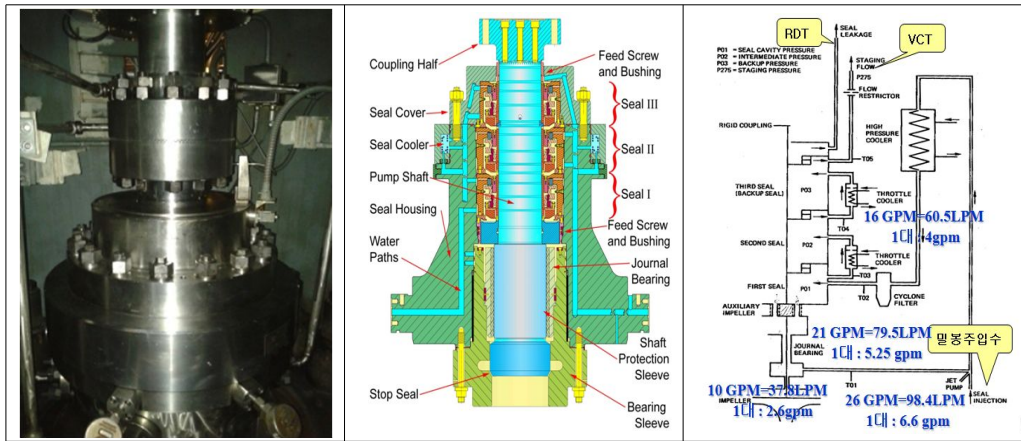 Coupling Half
Seal Cover
Seal Cooler
Pump Shaft
Seal Housing
Water
Paths
Stop Seal
Feed Screw
and Bushing
Seal III
Seal II
Seal I
Feed Screw
and Bushing
Journal
Bearing
Shaft
Protection
Sleeve
Bearing
Sleeve
RDT
VCT
P01 = SEAL CAVITY PRESSURE
P02 = INTERMEDIATE PRESSURE
P03 = BACKUP PRESSURE
P275 = STAGING PRESSURE
SEAL
LEAKAGE
STAGING
FLOW
P275
FLOW
RESTRICTOR
RIGID COUPLING
HIGH
PRESSURE
COOLER
T05
THIRD SEAL
(BACKUP SEAL)
P03
THROTTLE
COOLER
16 GPM=60.5LPM
1대 : 4gpm
T04
SECOND SEAL
P02
THROTTLE
COOLER
T03
FIRST SEAL
P01
T02
CYCLONE
FILTER
AUXILIARY
IMPELLER
21 GPM=79.5LPM
1대 : 5.25 gpm
밀봉주입수
JOURNAL
BEARING
T01
JET
PUMP
SEAL
INJECTION
10 GPM=37.8LPM
IMPELLER
1대 : 2.6gpm
26 GPM=98.4LPM
1대 : 6.6 gpm